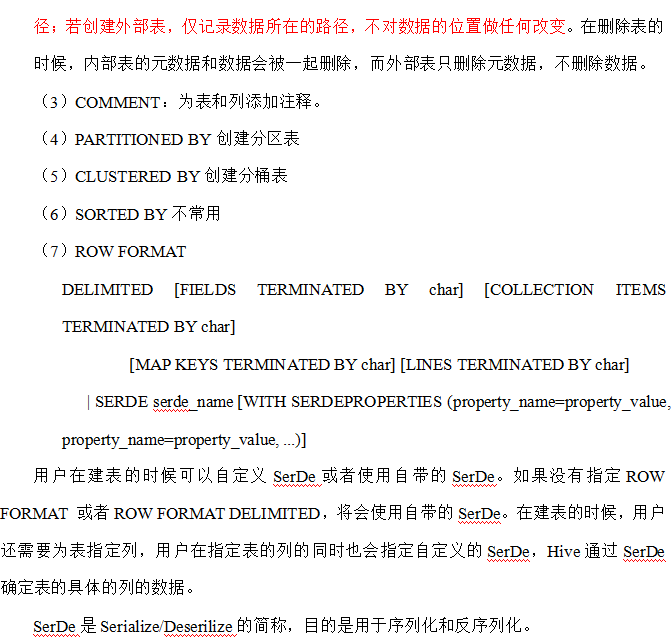 径；若创建外部表，仅记录数据所在的路径，不对数据的位置做任何改变。在删除表的
时候，内部表的元数据和数据会被一起删除，而外部表只删除元数据，不删除数据。
（3）COMMENT：为表和列添加注释。
（4）PARTITIONED BY 创建分区表
（5）CLUSTERED BY 创建分桶表
（6）SORTED BY 不常用
（7）ROW FORMAT
DELIMITED [FIELDS TERMINATED BY char] [COLLECTION ITEMS
TERMINATED BY char]
[MAP KEYS TERMINATED BY char] [LINES TERMINATED BY char]
| SERDE serde_name [WITH SERDEPROPERTIES (property_name=property_value,
property_name=property_value, ...)]
用户在建表的时候可以自定义 SerDe 或者使用自带的 SerDe。如果没有指定 ROW
FORMAT 或者 ROW FORMAT DELIMITED，将会使用自带的 SerDe。在建表的时候，用户
还需要为表指定列，用户在指定表的列的同时也会指定自定义的 SerDe，Hive 通过 SerDe
确定表的具体的列的数据。
SerDe 是 Serialize/Deserilize 的简称，目的是用于序列化和反序列化。